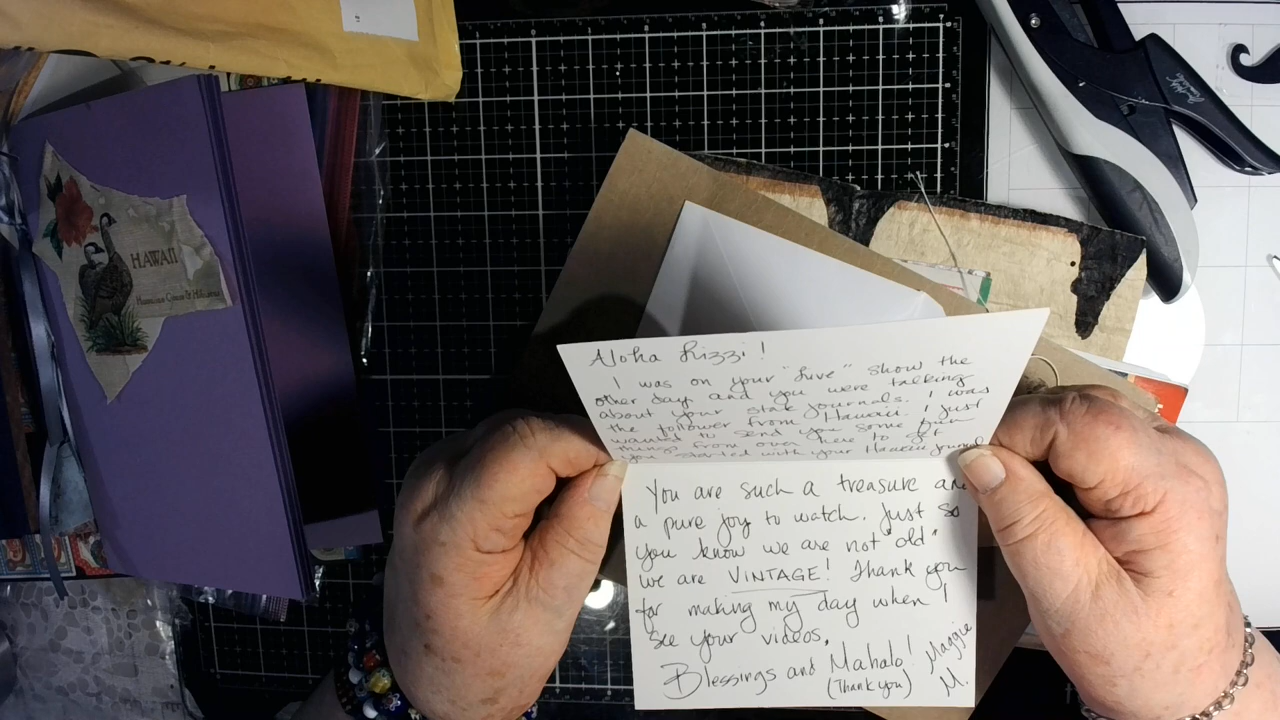 HAWAII
Aloha Lizzi!
I was on your "Live" show the
other day and you were talking
about your state journals. I was
the follower from Hawaii. I just
wanted to send you some fun
things from over here to get
you started with your Hawaii journal
You are such a treasure and
a pure joy to watch. Just so
you know we are not "old"
we are VINTAGE! Thank you
for making my day when I
see your videos.
Blessings and Mahalo!
(Thank you)
Maggie
M.